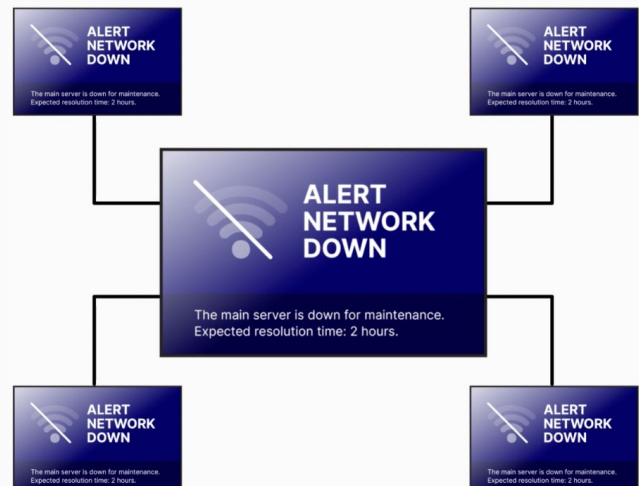 ALERT
NETWORK
DOWN
The main server is down for maintenance.
Expected resolution time: 2 hours.
ALERT
NETWORK
DOWN
The main server is down for maintenance.
Expected resolution time: 2 hours.
ALERT
NETWORK
DOWN
The main server is down for maintenance.
Expected resolution time: 2 hours.
ALERT
NETWORK
DOWN
The main server is down for maintenance.
Expected resolution time: 2 hours.
ALERT
NETWORK
DOWN
The main server is down for maintenance.
Expected resolution time: 2 hours.